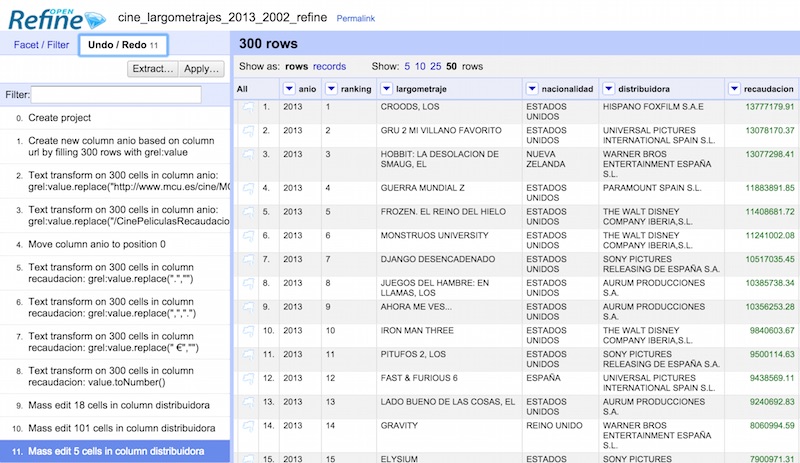 OPEN
Refine
cine_largometrajes_2013_2002_refine
Permalink
Facet / Filter
Undo / Redo 11
Extract…
Apply…
Filter:
0. Create project
1. Create new column anio based on column
url by filling 300 rows with grel:value
2. Text transform on 300 cells in column anio:
grel:value.replace("http://www.mcu.es/cine/MC
3. Text transform on 300 cells in column anio:
grel:value.replace("/CinePeliculasRecaudacio
4. Move column anio to position 0
5. Text transform on 300 cells in column
recaudacion: grel:value.replace(".","")
6. Text transform on 300 cells in column
recaudacion: grel:value.replace(",",".")
7. Text transform on 300 cells in column
recaudacion: grel:value.replace(" €","")
8. Text transform on 300 cells in column
recaudacion: value.toNumber()
9. Mass edit 18 cells in column distribuidora
10. Mass edit 101 cells in column distribuidora
11. Mass edit 5 cells in column distribuidora
300 rows
Show as: rows records
Show: 5 10 25 50 rows
All anio ranking largometraje nacionalidad distribuidora recaudacion
1. 2013 1 CROODS, LOS ESTADOS HISPANO FOXFILM S.A.E 13777179.91
UNIDOS
2. 2013 2 GRU 2 MI VILLANO FAVORITO ESTADOS UNIVERSAL PICTURES 13078170.37
UNIDOS INTERNATIONAL SPAIN S.L.
3. 2013 3 HOBBIT: LA DESOLACION DE NUEVA WARNER BROS 13077298.41
SMAUG, EL ZELANDA ENTERTAINMENT ESPAÑA
S.L.
4. 2013 4 GUERRA MUNDIAL Z ESTADOS PARAMOUNT SPAIN S.L. 11883891.85
UNIDOS
5. 2013 5 FROZEN. EL REINO DEL HIELO ESTADOS THE WALT DISNEY 11408681.72
UNIDOS COMPANY IBERIA,S.L.
6. 2013 6 MONSTRUOS UNIVERSITY ESTADOS THE WALT DISNEY 11241002.08
UNIDOS COMPANY IBERIA,S.L.
7. 2013 7 DJANGO DESENCADENADO ESTADOS SONY PICTURES 10517035.45
UNIDOS RELEASING DE ESPAÑA S.A.
8. 2013 8 JUEGOS DEL HAMBRE: EN ESTADOS AURUM PRODUCCIONES 10385738.34
LLAMAS, LOS UNIDOS S.A.
9. 2013 9 AHORA ME VES... ESTADOS AURUM PRODUCCIONES 10356253.28
UNIDOS S.A.
10. 2013 10 IRON MAN THREE ESTADOS THE WALT DISNEY 9840603.67
UNIDOS COMPANY IBERIA,S.L.
11. 2013 11 PITUFOS 2, LOS ESTADOS SONY PICTURES 9500114.63
UNIDOS RELEASING DE ESPAÑA S.A.
12. 2013 12 FAST & FURIOUS 6 ESPAÑA UNIVERSAL PICTURES 9438569.11
INTERNATIONAL SPAIN S.L.
13. 2013 13 LADO BUENO DE LAS COSAS, EL ESTADOS AURUM PRODUCCIONES 9240692.83
UNIDOS S.A.
14. 2013 14 GRAVITY REINO UNIDO WARNER BROS 8060994.59
ENTERTAINMENT ESPAÑA
S.L.
15. 2013 15 ELYSIUM ESTADOS SONY PICTURES 7900971.31